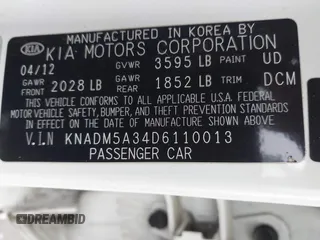 MANUFACTURED IN KOREA BY
KIA KIA MOTORS CORPORATION
04/12 GVWR 3595 LB PAINT UD
GAWR FRONT 2028 LB GAWR REAR 1852 LB TRIM DCM
THIS VEHICLE CONFORMS TO ALL APPLICABLE FEDERAL
MOTOR VEHICLE SAFETY, BUMPER, AND THEFT PREVENTION
STANDARDS IN EFFECT ON THE DATE OF MANUFACTURE
SHOWN ABOVE.
V.I.N KNADM5A34D6110013
PASSENGER CAR
DREAMBID